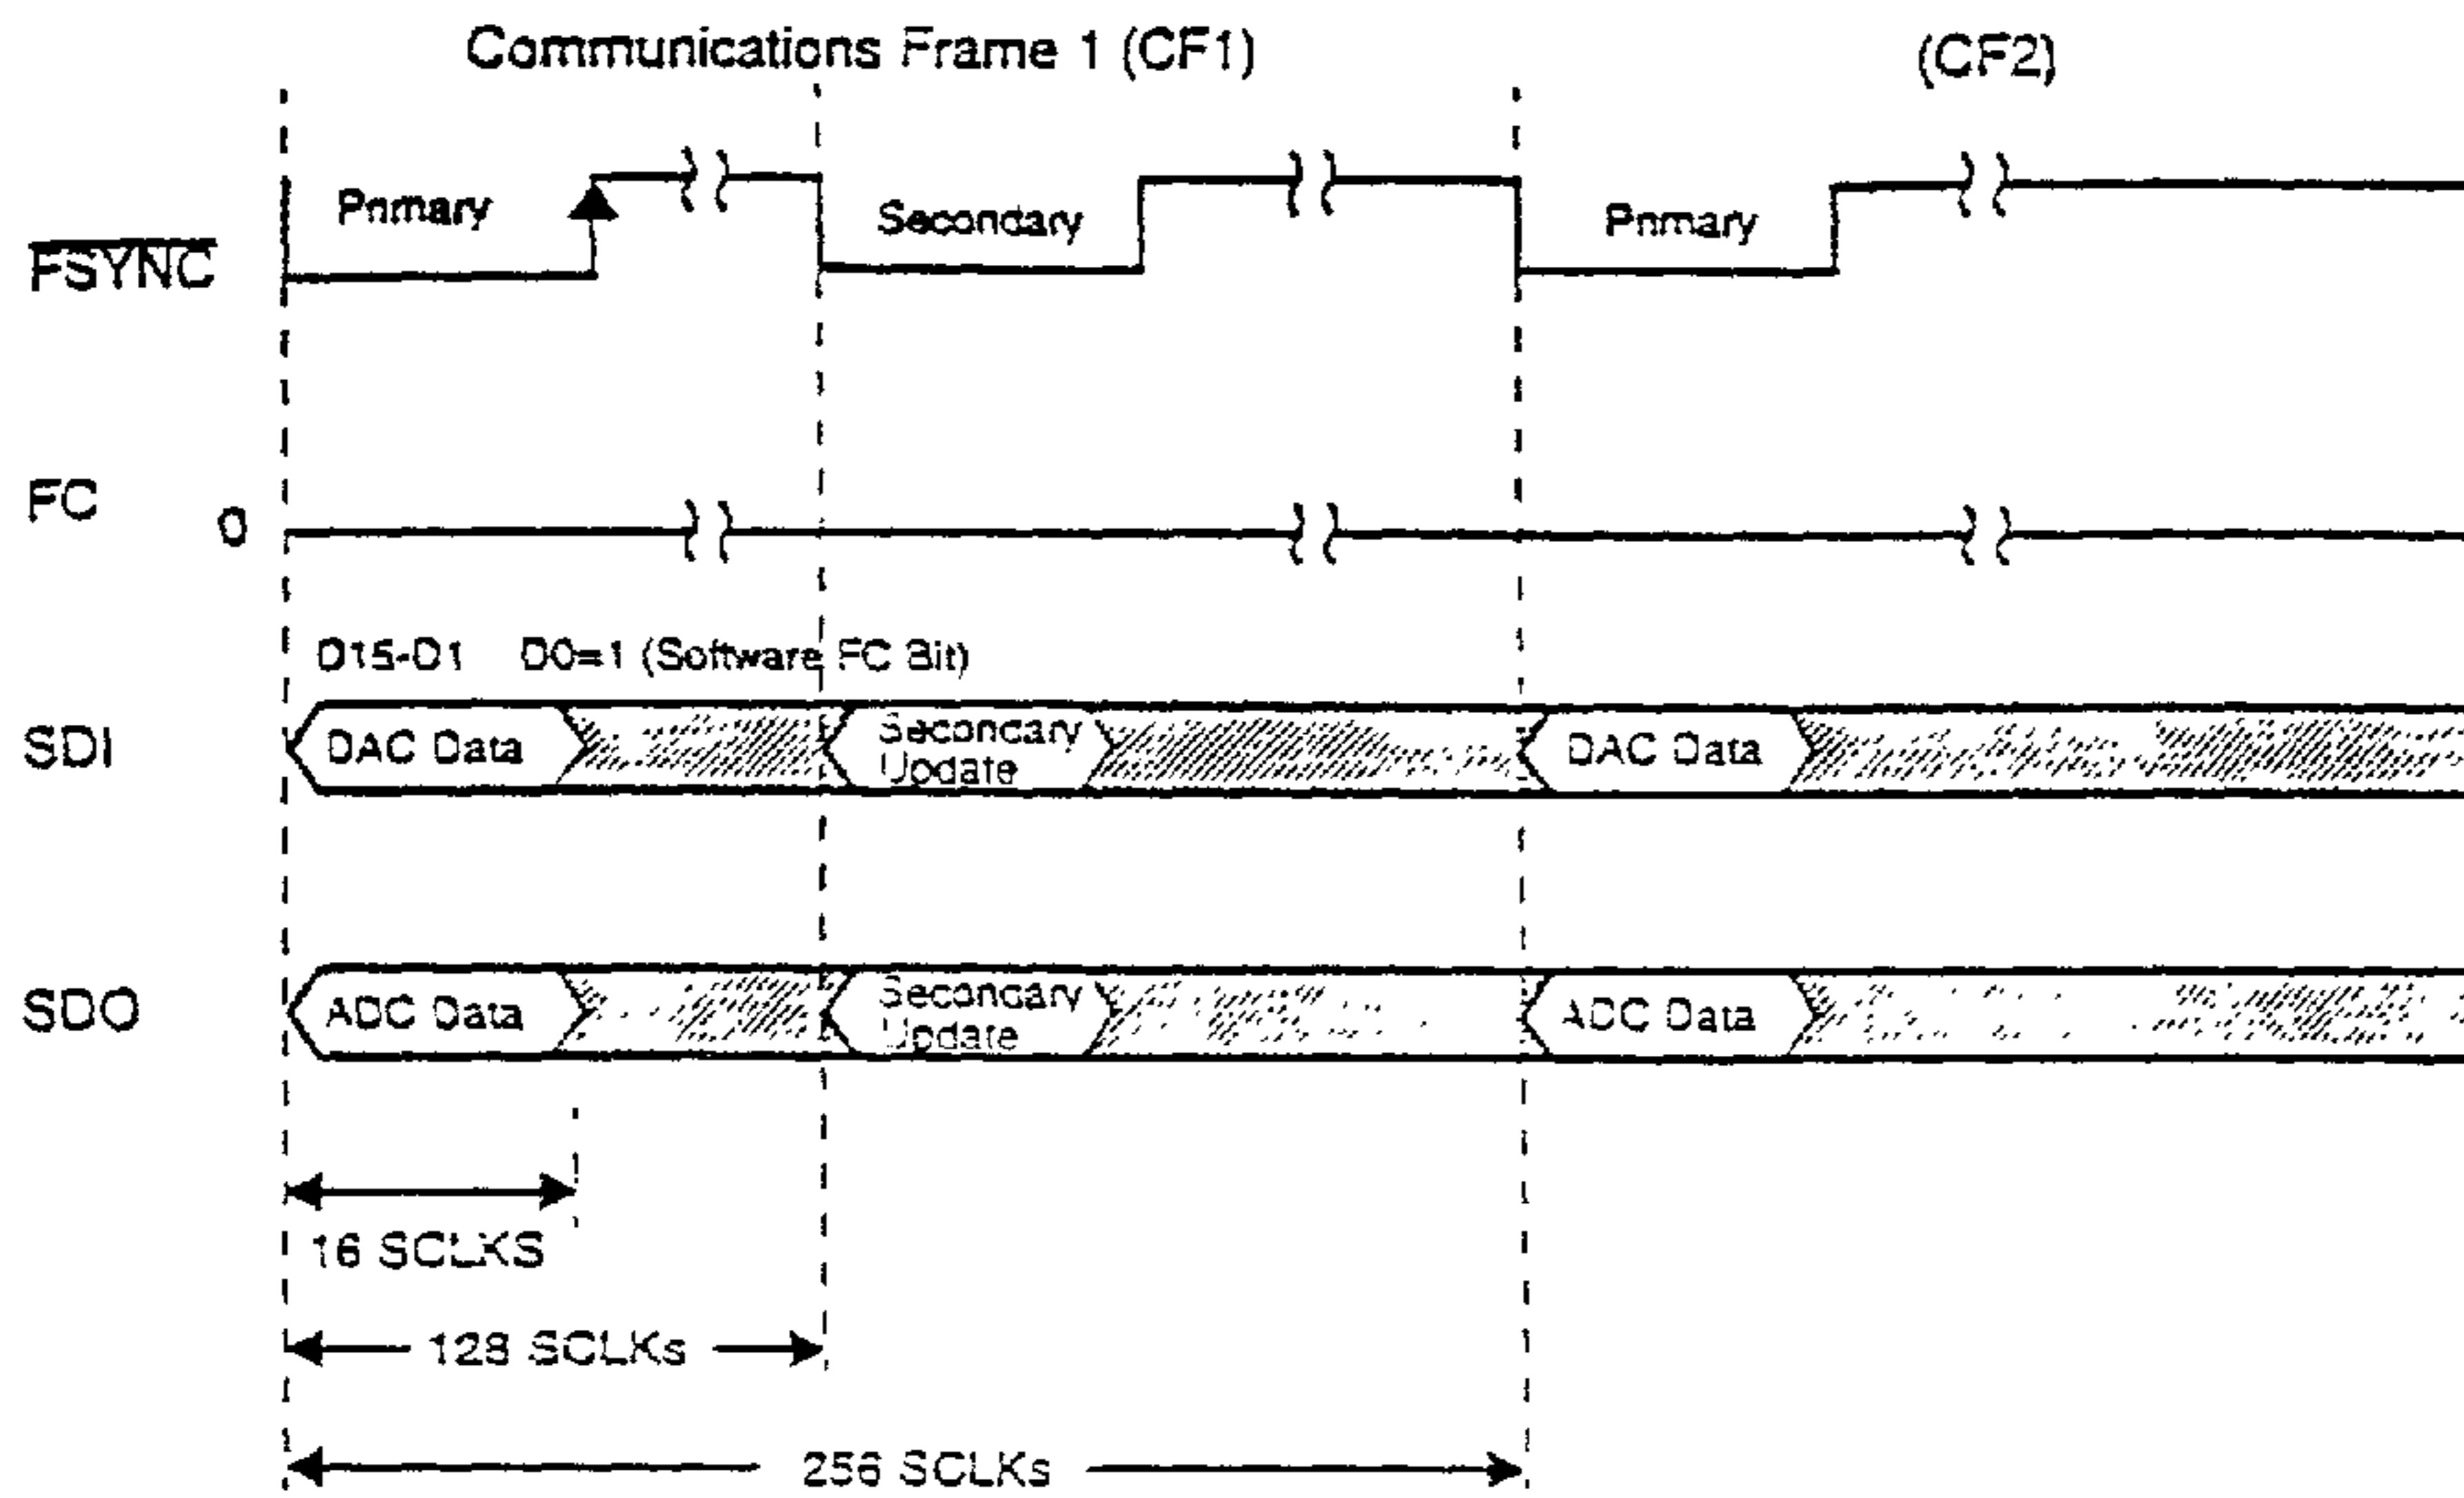 Communications Frame 1 (CF1)
(CF2)
Primary
Secondary
Primary
FSYNC
FC
0
D15-D1 D0=1 (Software FC Bit)
SDI
DAC Data
Secondary
Update
DAC Data
SDO
ADC Data
Secondary
Update
ADC Data
16 SCLKS
128 SCLKs
256 SCLKs